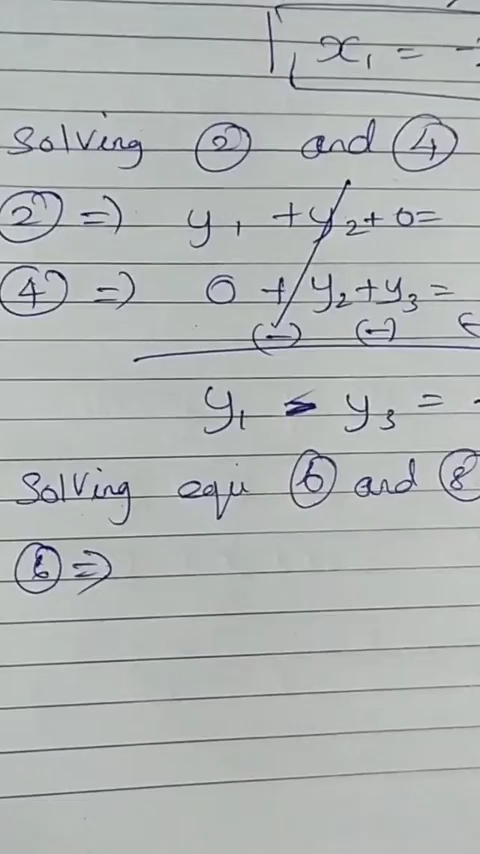 x₁ = -
Solving ② and ④
② => y₁ + y₂ + 0 =
④ => 0 + y₂ + y₃ =
(-) (-) (-
y₁ - y₃ = -
Solving equ ⑥ and ⑧
⑥ =>